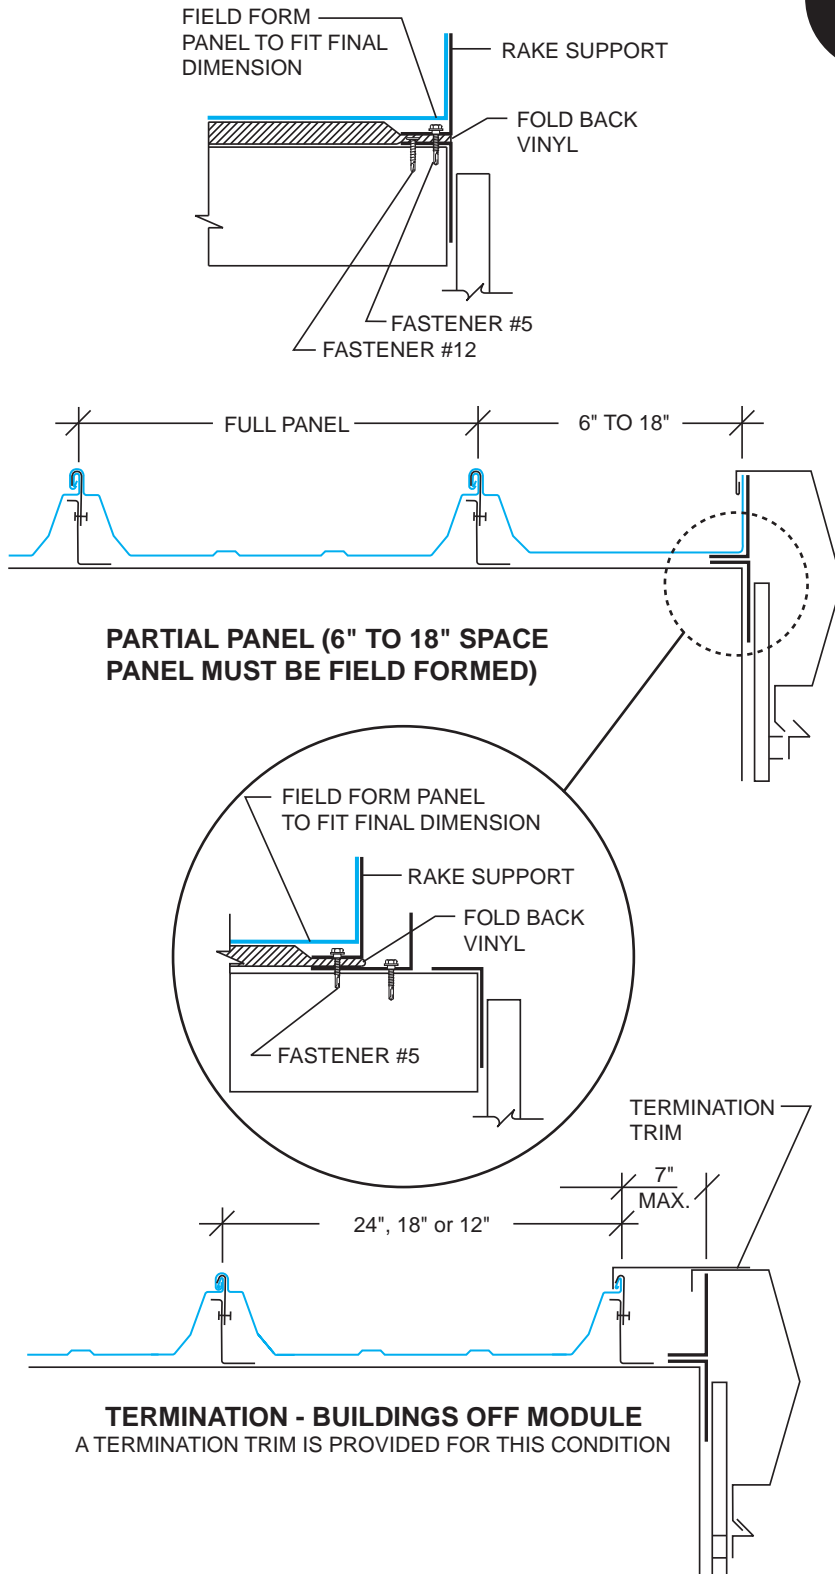 FIELD FORM
PANEL TO FIT FINAL
DIMENSION
RAKE SUPPORT
FOLD BACK
VINYL
FASTENER #5
FASTENER #12
FULL PANEL
6" TO 18"
PARTIAL PANEL (6" TO 18" SPACE
PANEL MUST BE FIELD FORMED)
FIELD FORM PANEL
TO FIT FINAL DIMENSION
RAKE SUPPORT
FOLD BACK
VINYL
FASTENER #5
TERMINATION
TRIM
7"
MAX.
24", 18" or 12"
TERMINATION - BUILDINGS OFF MODULE
A TERMINATION TRIM IS PROVIDED FOR THIS CONDITION